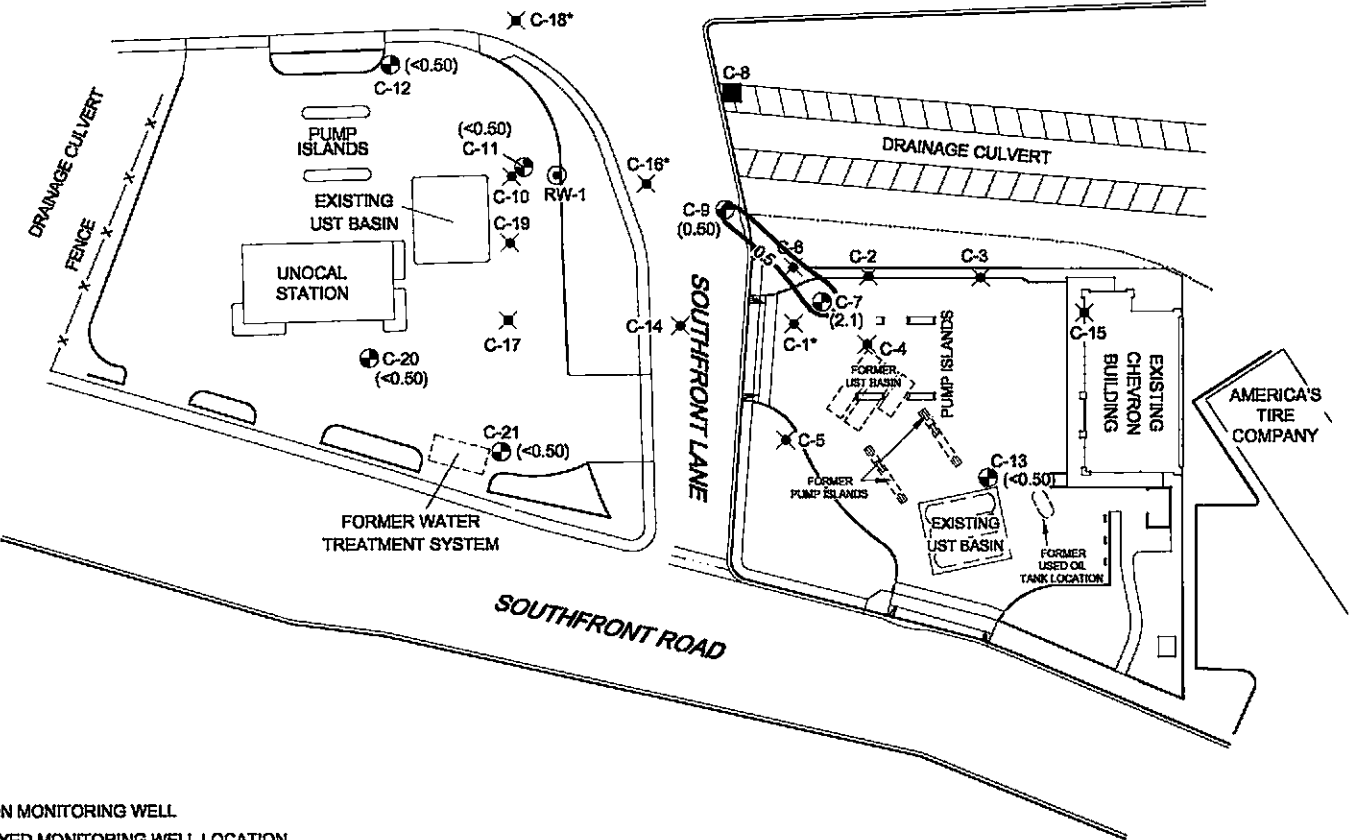 C-18*
(<0.50)
C-12
DRAINAGE CULVERT
X
X
FENCE
X
X
X
PUMP
ISLANDS
(<0.50)
C-11
C-10
RW-1
C-16*
EXISTING
UST BASIN
C-19
UNOCAL
STATION
C-17
C-14
C-20
(<0.50)
C-21
(<0.50)
FORMER WATER
TREATMENT SYSTEM
C-8
DRAINAGE CULVERT
C-9
(0.50)
0.5
C-6
C-2
C-3
C-7
(2.1)
C-1*
C-4
C-15
SOUTHFRONT LANE
PUMP ISLANDS
FORMER
UST BASIN
EXISTING
CHEVRON
BUILDING
AMERICA'S
TIRE
COMPANY
C-5
FORMER
PUMP ISLANDS
C-13
(<0.50)
EXISTING
UST BASIN
FORMER
USED OIL
TANK LOCATION
SOUTHFRONT ROAD
N MONITORING WELL
MONITORING WELL LOCATION